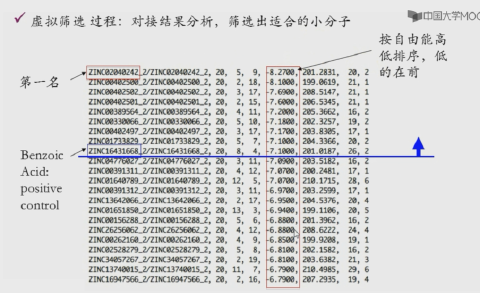 ✓ 虚拟筛选 过程：对接结果分析，筛选出适合的小分子
中国大学MOO
按自由能高低排序，低的在前
第一名
Benzoic Acid: positive control
ZINC02040242_2/ZINC02040242_2, 20, 5, 9, -8.2700, 201.2831, 20, 2
ZINC00402500_2/ZINC00402500_2, 20, 2, 18, -8.1000, 199.0619, 21, 1
ZINC00402502_2/ZINC00402502_2, 20, 3, 17, -7.6900, 208.5147, 21, 1
ZINC00402501_2/ZINC00402501_2, 20, 2, 15, -7.6000, 206.5345, 21, 1
ZINC00389564_2/ZINC00389564_2, 20, 4, 11, -7.2000, 205.3662, 16, 2
ZINC00330066_2/ZINC00330066_2, 20, 5, 10, -7.1800, 202.3257, 19, 2
ZINC00402497_2/ZINC00402497_2, 20, 3, 17, -7.1700, 203.8305, 17, 1
ZINC01733829_2/ZINC01733829_2, 20, 5, 7, -7.1000, 204.3366, 20, 2
ZINC16431668_2/ZINC16431668_2, 20, 8, 4, -7.1000, 201.0187, 26, 2
ZINC04776027_2/ZINC04776027_2, 20, 3, 11, -7.0900, 203.5182, 16, 2
ZINC00391311_2/ZINC00391311_2, 20, 4, 12, -7.0700, 200.2481, 17, 1
ZINC01640789_2/ZINC01640789_2, 20, 12, 5, -7.0700, 210.1715, 28, 6
ZINC00391312_2/ZINC00391312_2, 20, 3, 11, -6.9700, 203.2599, 17, 1
ZINC13642066_2/ZINC13642066_2, 20, 2, 17, -6.9500, 204.5376, 20, 4
ZINC01651850_2/ZINC01651850_2, 20, 13, 3, -6.9400, 199.1106, 20, 5
ZINC00156288_2/ZINC00156288_2, 20, 5, 6, -6.8800, 201.3962, 16, 2
ZINC26256062_2/ZINC26256062_2, 20, 4, 12, -6.8800, 208.6222, 24, 4
ZINC00262160_2/ZINC00262160_2, 20, 4, 9, -6.8500, 199.9208, 19, 1
ZINC02528279_2/ZINC02528279_2, 20, 5, 8, -6.8100, 202.1582, 16, 2
ZINC34057267_2/ZINC34057267_2, 20, 2, 19, -6.8100, 203.6382, 21, 3
ZINC13740015_2/ZINC13740015_2, 20, 11, 7, -6.7900, 210.4985, 29, 6
ZINC16947566_2/ZINC16947566_2, 20, 2, 16, -6.7900, 207.2935, 19, 4